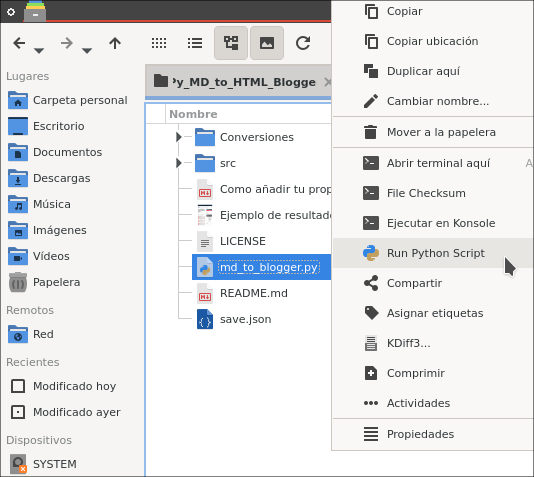 Py_MD_to_HTML_Blogge
Lugares
Carpeta personal
Escritorio
Documentos
Descargas
Música
Imágenes
Vídeos
Papelera
Remotos
Red
Recientes
Modificado hoy
Modificado ayer
Dispositivos
SYSTEM
Nombre
Conversiones
src
Como añadir tu prop
Ejemplo de resultado
LICENSE
md_to_blogger.py
README.md
save.json
Copiar
Copiar ubicación
Duplicar aquí
Cambiar nombre...
Mover a la papelera
Abrir terminal aquí A
File Checksum
Ejecutar en Konsole
Run Python Script
Compartir
Asignar etiquetas
KDiff3...
Comprimir
Actividades
Propiedades